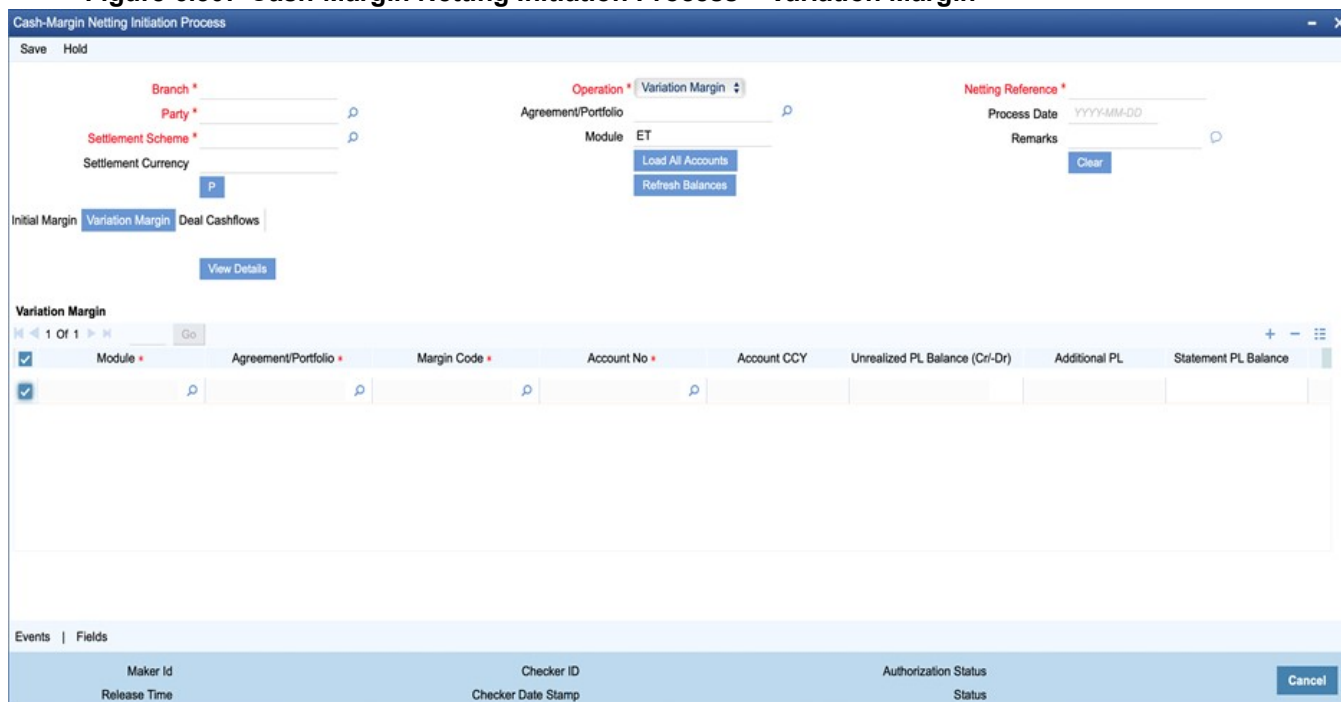 Cash-Margin Netting Initiation Process
Save Hold
Branch * Operation * Variation Margin Netting Reference *
Party * Agreement/Portfolio Process Date YYYY-MM-DD
Settlement Scheme * Module ET Remarks
Settlement Currency Load All Accounts Clear
P Refresh Balances
Initial Margin Variation Margin Deal Cashflows
View Details
Variation Margin
1 Of 1 Go
Module * Agreement/Portfolio * Margin Code * Account No * Account CCY Unrealized PL Balance (Cr/-Dr) Additional PL Statement PL Balance
Events | Fields
Maker Id Checker ID Authorization Status Cancel
Release Time Checker Date Stamp Status